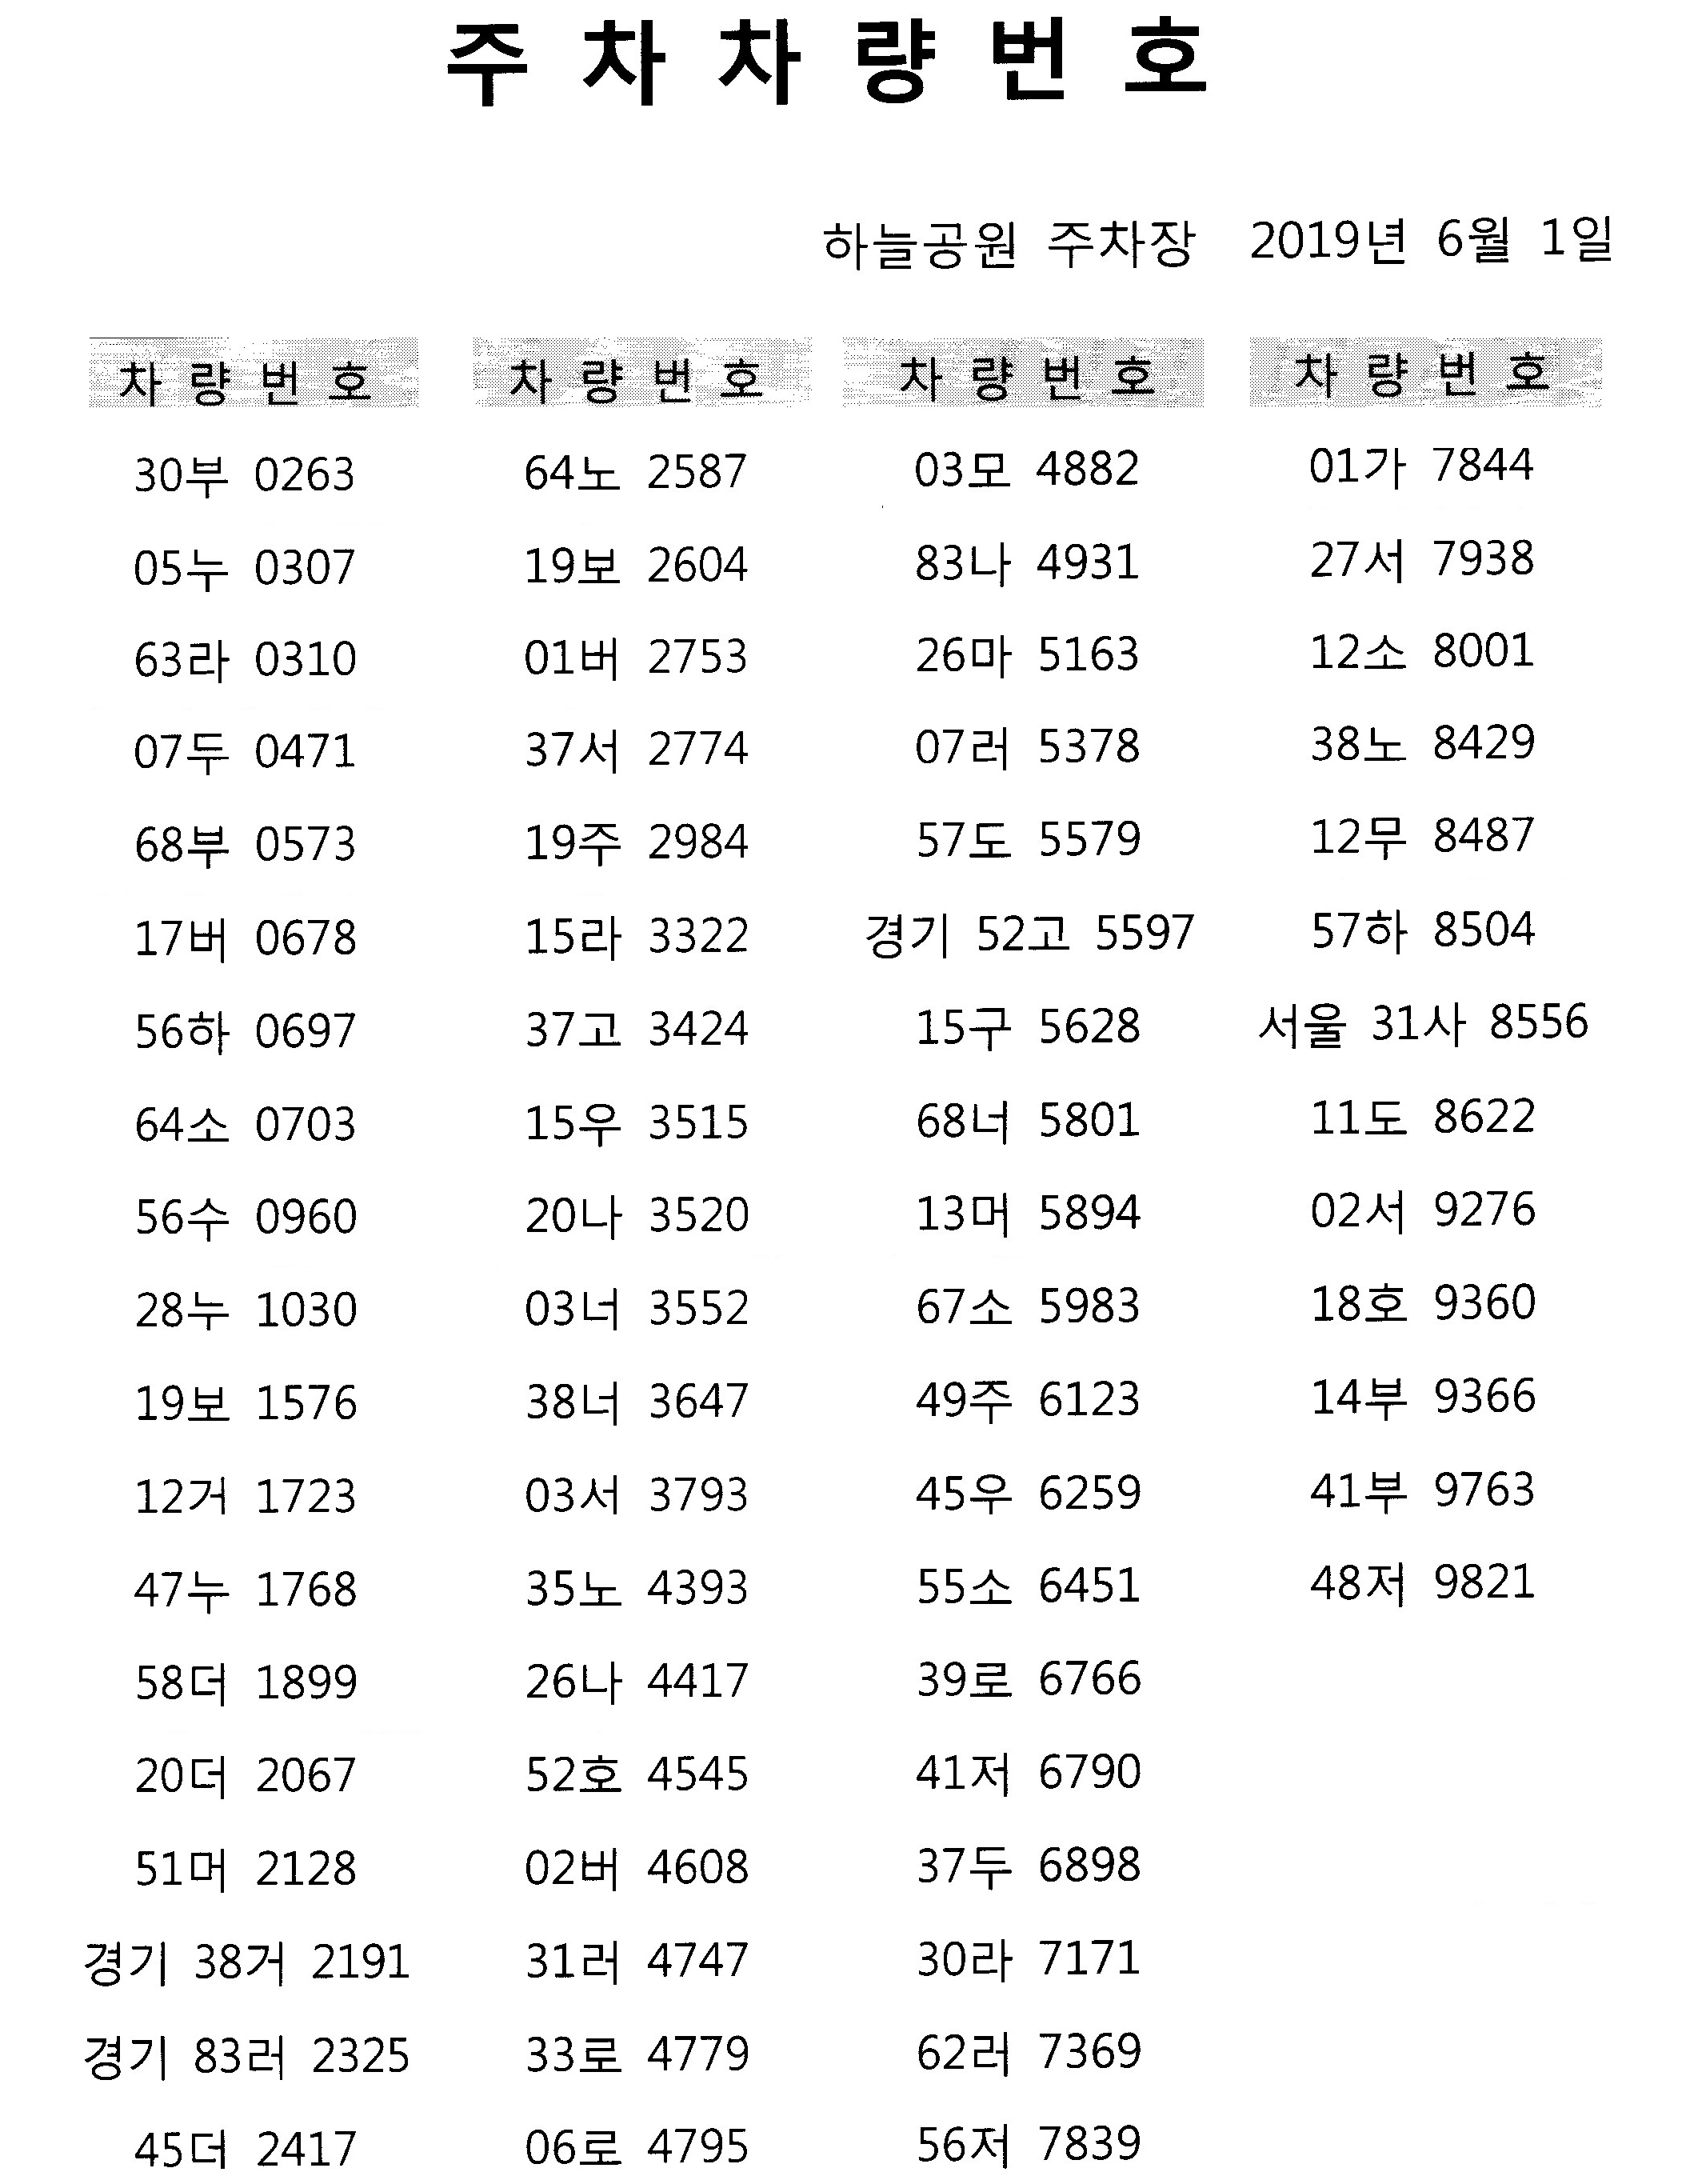 주 차 차 량 번 호
하늘공원 주차장 2019년 6월 1일
차 량 번 호 차 량 번 호 차 량 번 호 차 량 번 호
30부 0263 64노 2587 03모 4882 01가 7844
05누 0307 19보 2604 83나 4931 27서 7938
63라 0310 01버 2753 26마 5163 12소 8001
07두 0471 37서 2774 07러 5378 38노 8429
68부 0573 19주 2984 57도 5579 12무 8487
17버 0678 15라 3322 경기 52고 5597 57하 8504
56하 0697 37고 3424 15구 5628 서울 31사 8556
64소 0703 15우 3515 68너 5801 11도 8622
56수 0960 20나 3520 13머 5894 02서 9276
28누 1030 03너 3552 67소 5983 18호 9360
19보 1576 38너 3647 49주 6123 14부 9366
12거 1723 03서 3793 45우 6259 41부 9763
47누 1768 35노 4393 55소 6451 48저 9821
58더 1899 26나 4417 39로 6766
20더 2067 52호 4545 41저 6790
51머 2128 02버 4608 37두 6898
경기 38거 2191 31러 4747 30라 7171
경기 83러 2325 33로 4779 62러 7369
45더 2417 06로 4795 56저 7839